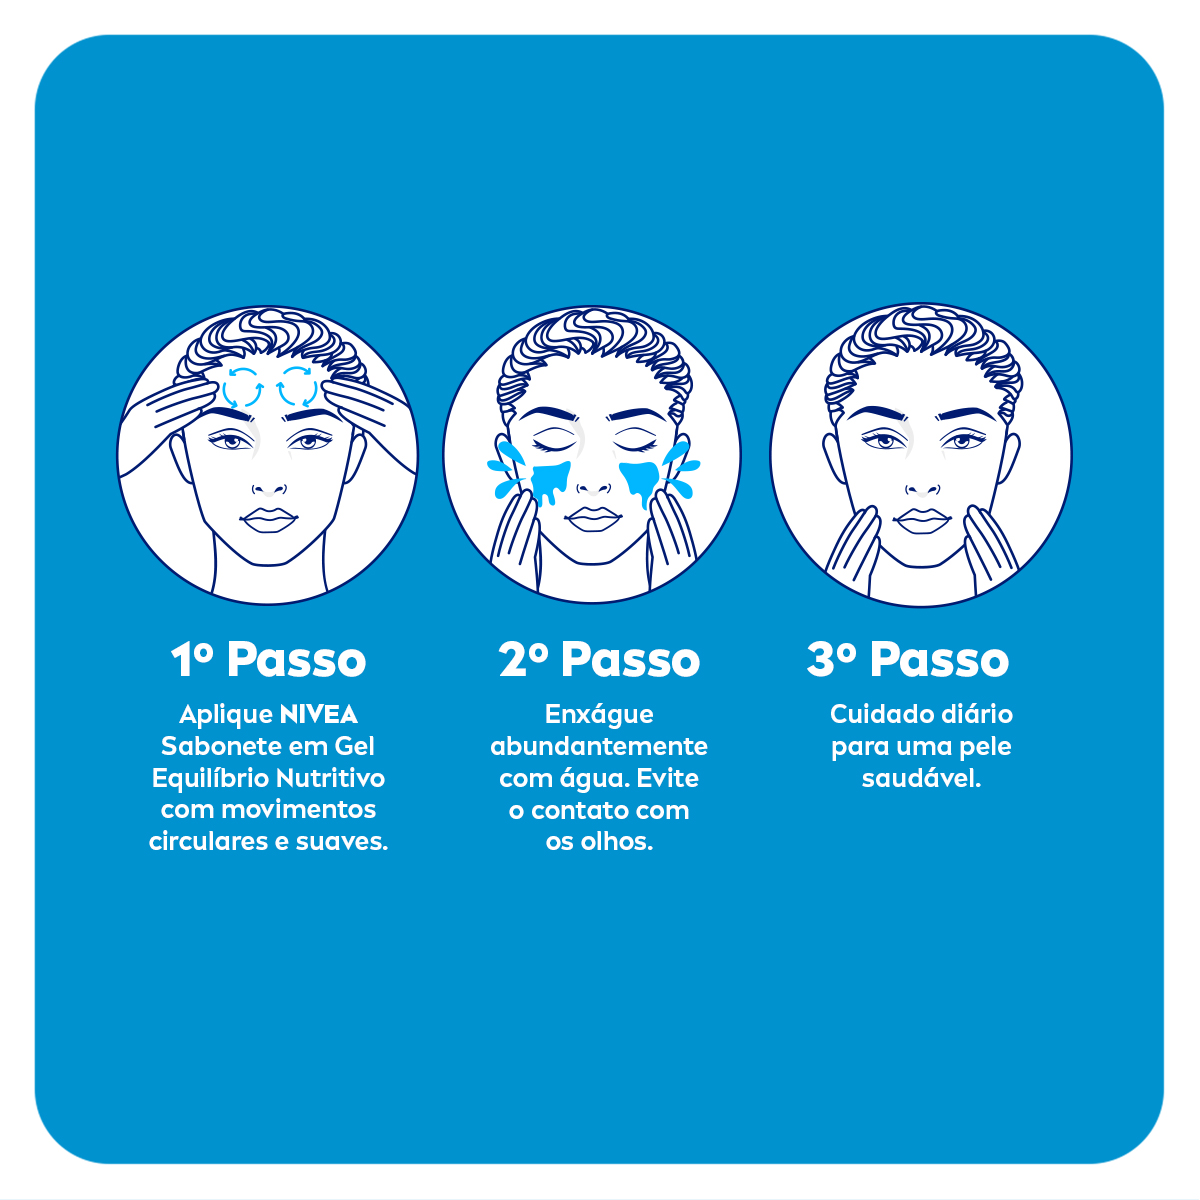 1º Passo
Aplique NIVEA
Sabonete em Gel
Equilíbrio Nutritivo
com movimentos
circulares e suaves.
2º Passo
Enxágue
abundantemente
com água. Evite
o contato com
os olhos.
3º Passo
Cuidado diário
para uma pele
saudável.